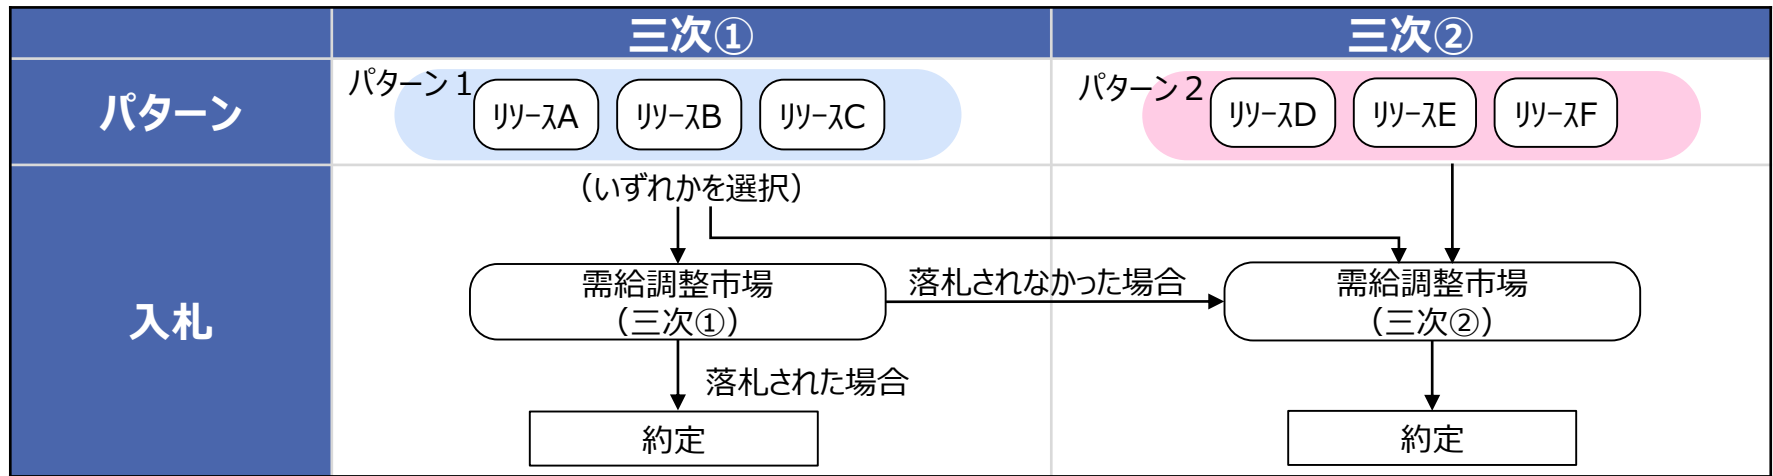 三次①
三次②
パターン
パターン１
リソースA
リソースB
リソースC
パターン２
リソースD
リソースE
リソースF
入札
（いずれかを選択）
需給調整市場
（三次①）
落札されなかった場合
需給調整市場
（三次②）
落札された場合
約定
約定